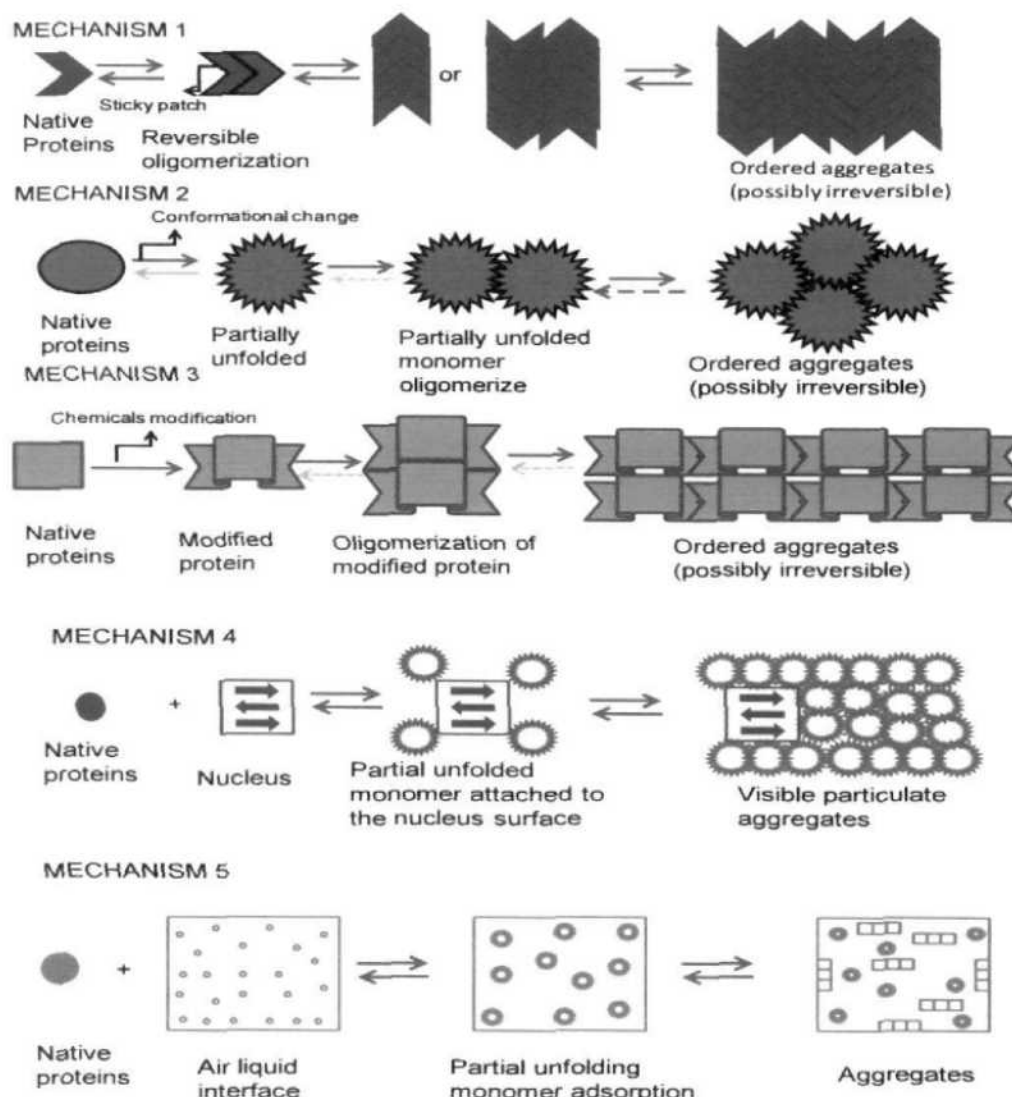 MECHANISM 1
or
Sticky patch
Native
Proteins
Reversible
oligomerization
Ordered aggregates
(possibly irreversible)
MECHANISM 2
Conformational change
Native
proteins
Partially
unfolded
Partially unfolded
monomer
oligomerize
Ordered aggregates
(possibly irreversible)
MECHANISM 3
Chemicals modification
Native
proteins
Modified
protein
Oligomerization of
modified protein
Ordered aggregates
(possibly irreversible)
MECHANISM 4
+
Native
proteins
Nucleus
Partial unfolded
monomer attached to
the nucleus surface
Visible particulate
aggregates
MECHANISM 5
+
Native
proteins
Air liquid
interface
Partial unfolding
monomer adsorption
Aggregates